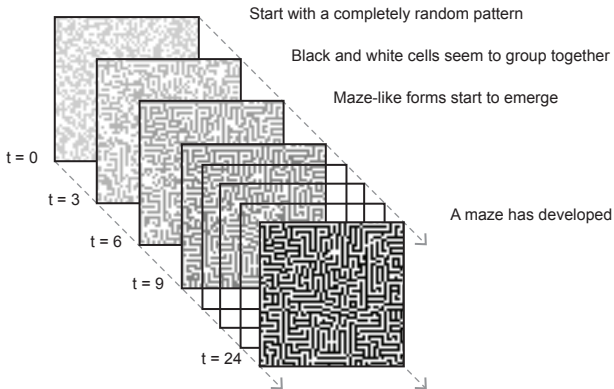 Start with a completely random pattern
Black and white cells seem to group together
Maze-like forms start to emerge
t = 0
t = 3
A maze has developed
t = 6
t = 9
t = 24